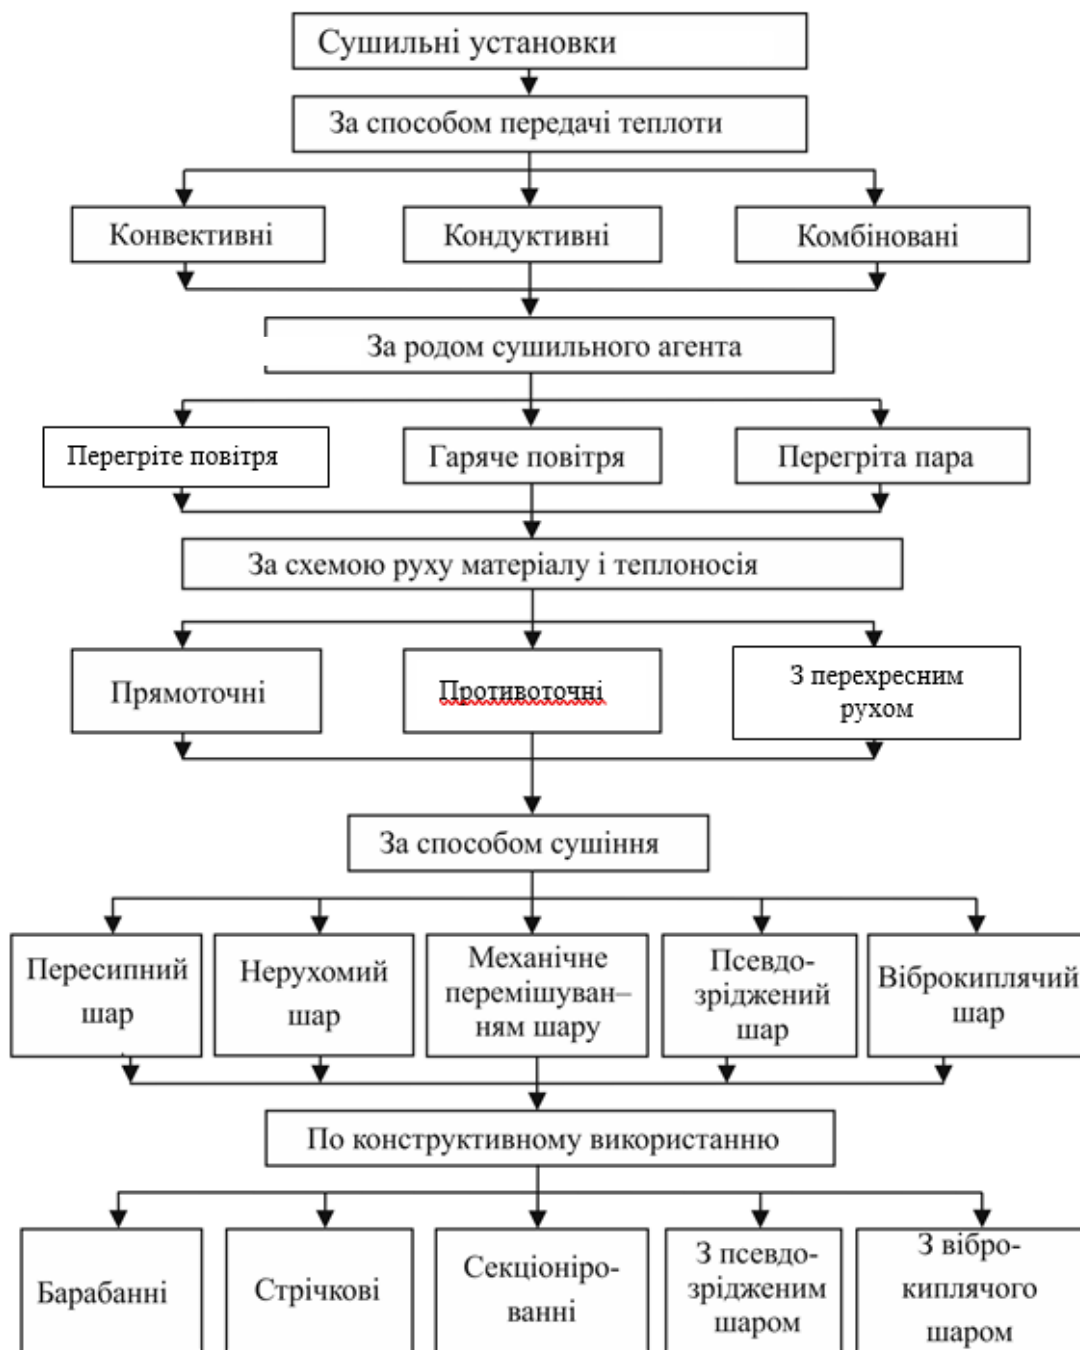 Сушильні установки
За способом передачі теплоти
Конвективні
Кондуктивні
Комбіновані
За родом сушильного агента
Перегріте повітря
Гаряче повітря
Перегріта пара
За схемою руху матеріалу і теплоносія
Прямоточні
Противоточні
З перехресним
рухом
За способом сушіння
Пересипний
шар
Нерухомий
шар
Механічне
перемішуван–
ням шару
Псевдо-
зріджений
шар
Віброкиплячий
шар
По конструктивному використанню
Барабанні
Стрічкові
Секціоніро-
ванні
З псевдо-
зрідженим
шаром
З вібро-
киплячого
шаром